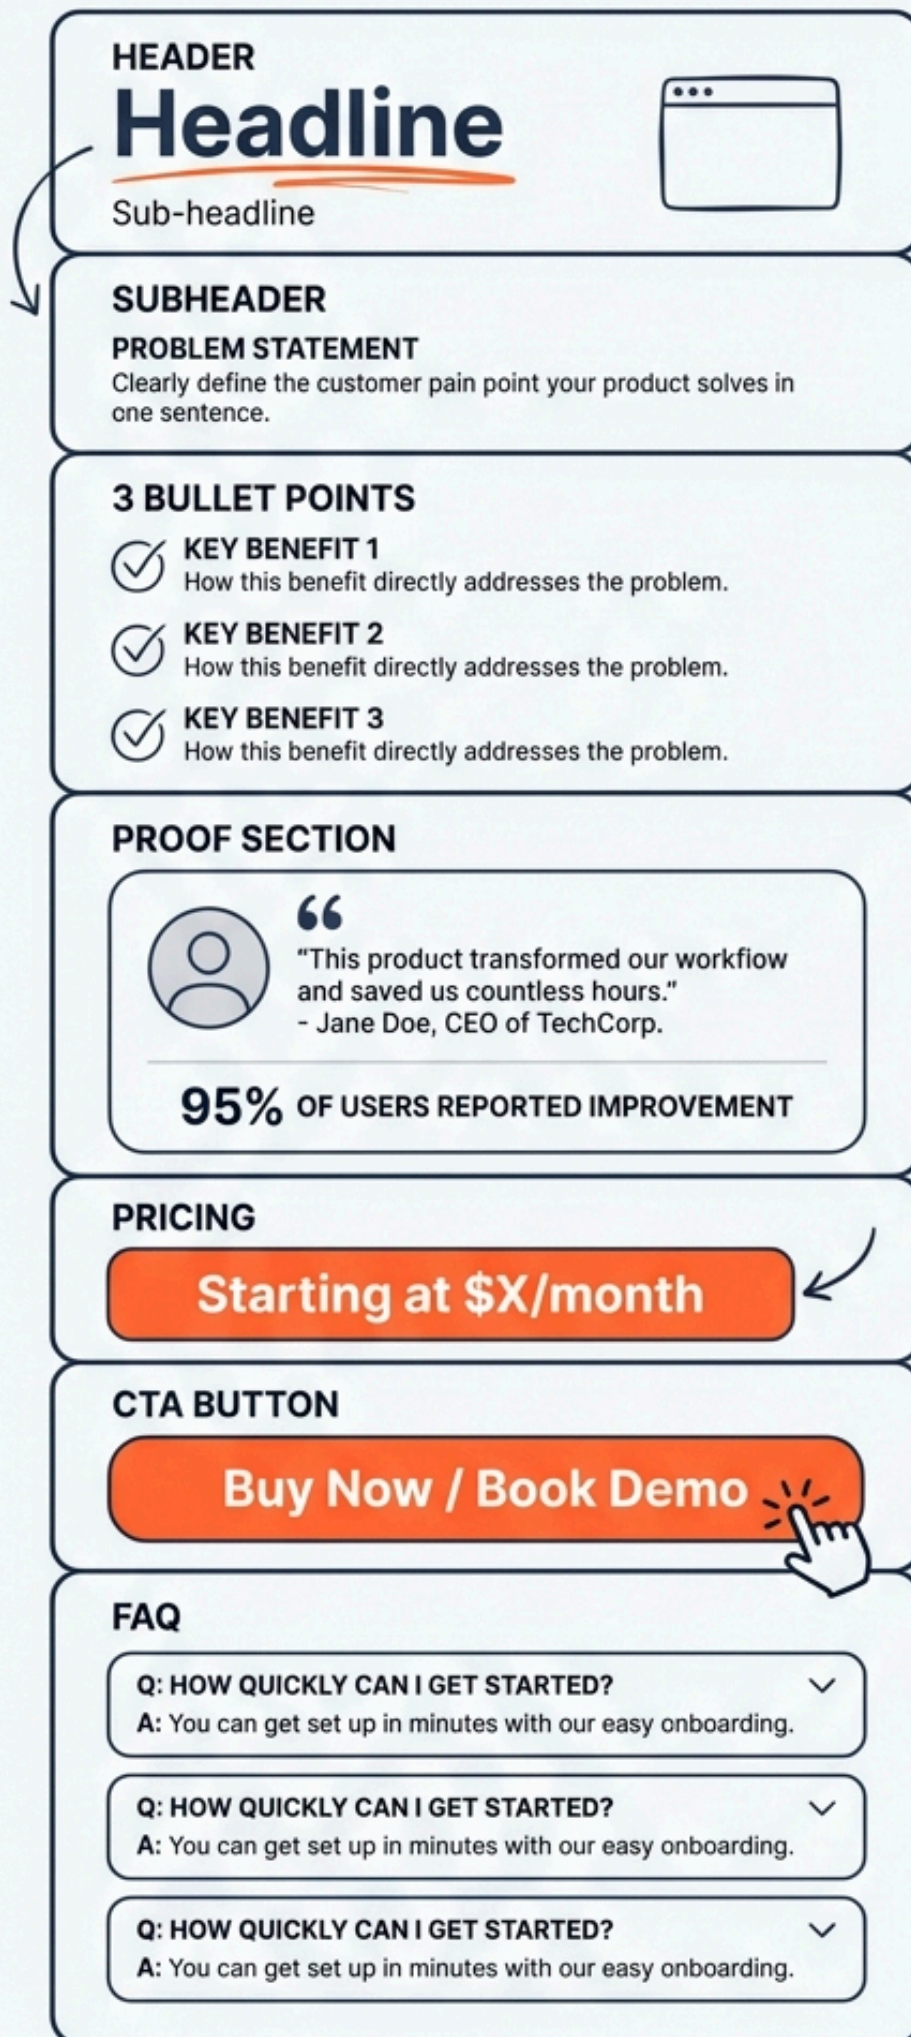 HEADER
Headline
Sub-headline
SUBHEADER
PROBLEM STATEMENT
Clearly define the customer pain point your product solves in
one sentence.
3 BULLET POINTS
KEY BENEFIT 1
How this benefit directly addresses the problem.
KEY BENEFIT 2
How this benefit directly addresses the problem.
KEY BENEFIT 3
How this benefit directly addresses the problem.
PROOF SECTION
“
“This product transformed our workflow
and saved us countless hours.”
- Jane Doe, CEO of TechCorp.
95% OF USERS REPORTED IMPROVEMENT
PRICING
Starting at $X/month
CTA BUTTON
Buy Now / Book Demo
FAQ
Q: HOW QUICKLY CAN I GET STARTED?
A: You can get set up in minutes with our easy onboarding.
Q: HOW QUICKLY CAN I GET STARTED?
A: You can get set up in minutes with our easy onboarding.
Q: HOW QUICKLY CAN I GET STARTED?
A: You can get set up in minutes with our easy onboarding.